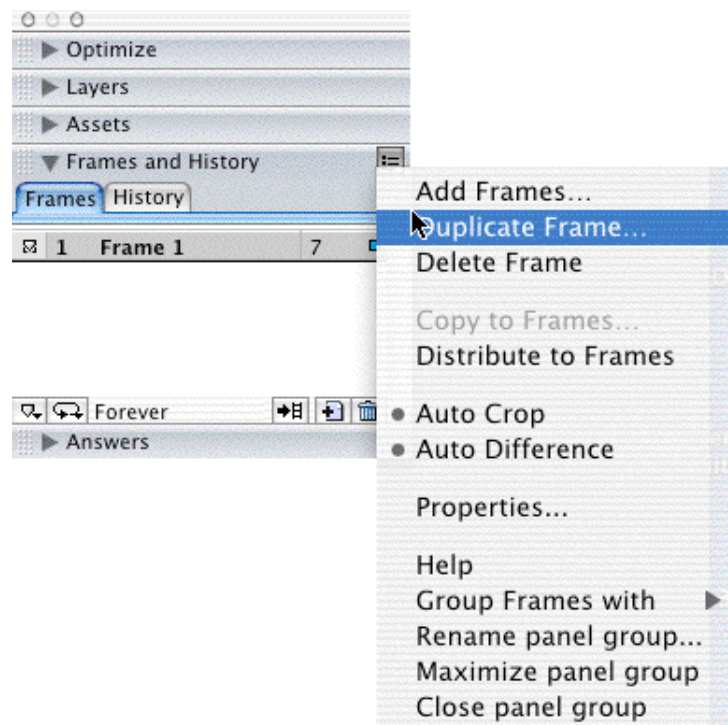 Optimize
Layers
Assets
Frames and History
Frames History
1 Frame 1 7
Forever
Answers
Add Frames...
Duplicate Frame...
Delete Frame
Copy to Frames...
Distribute to Frames
Auto Crop
Auto Difference
Properties...
Help
Group Frames with
Rename panel group...
Maximize panel group
Close panel group